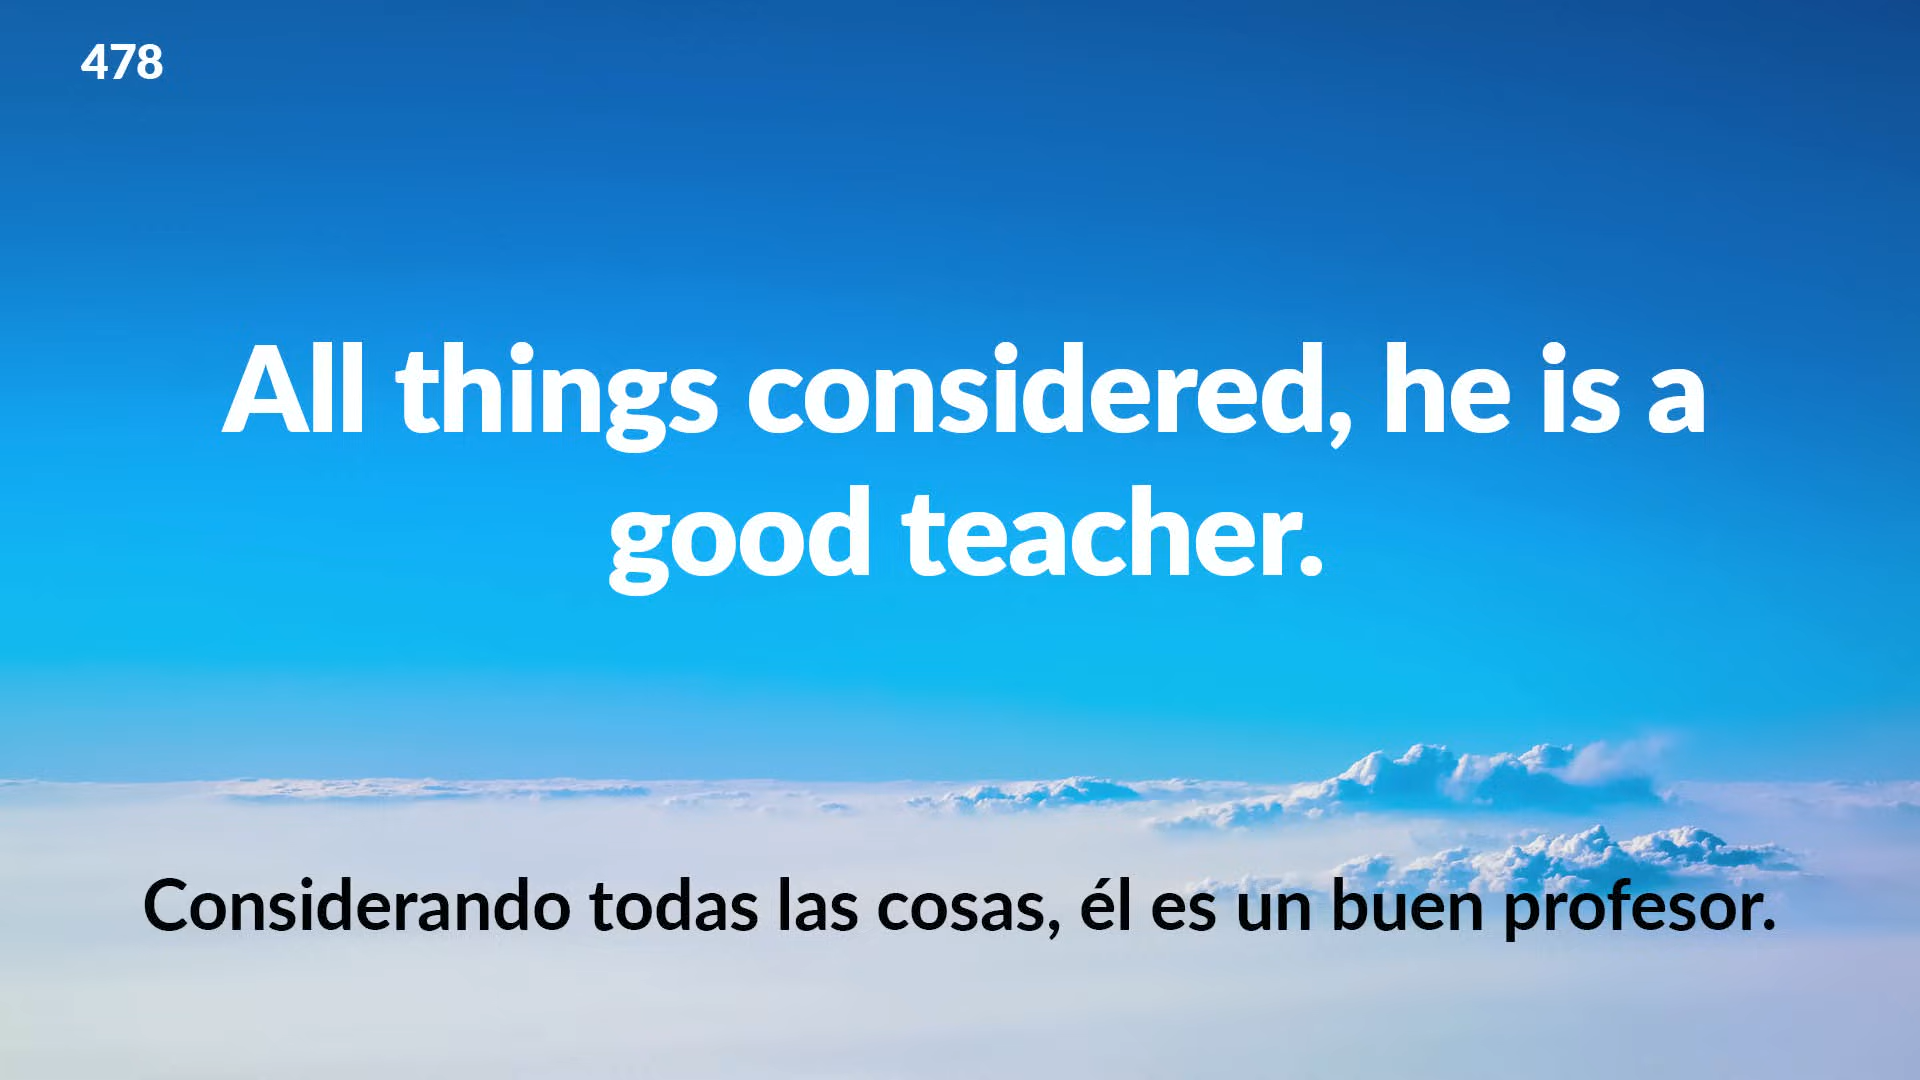 478
All things considered, he is a
good teacher.
Considerando todas las cosas, él es un buen profesor.